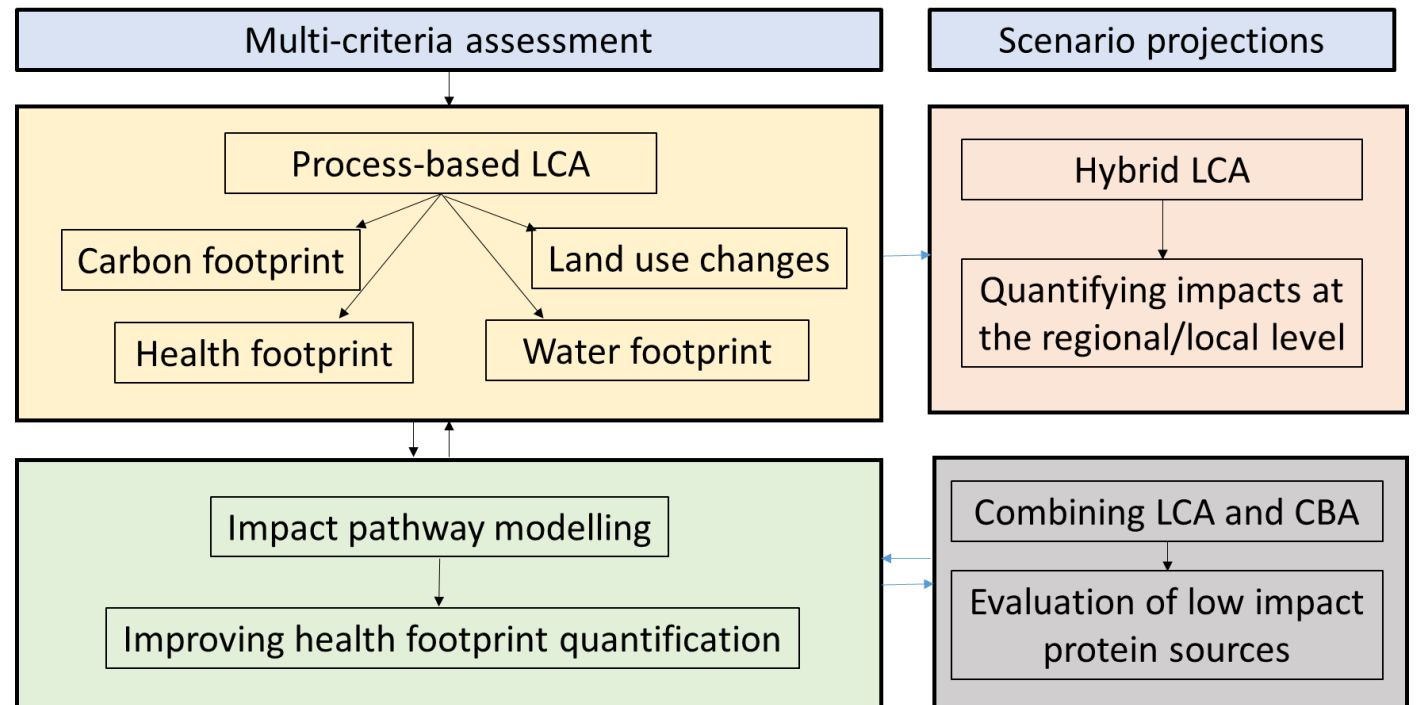 Multi-criteria assessment
Scenario projections
Process-based LCA
Carbon footprint
Land use changes
Health footprint
Water footprint
Hybrid LCA
Quantifying impacts at
the regional/local level
Impact pathway modelling
Improving health footprint quantification
Combining LCA and CBA
Evaluation of low impact
protein sources